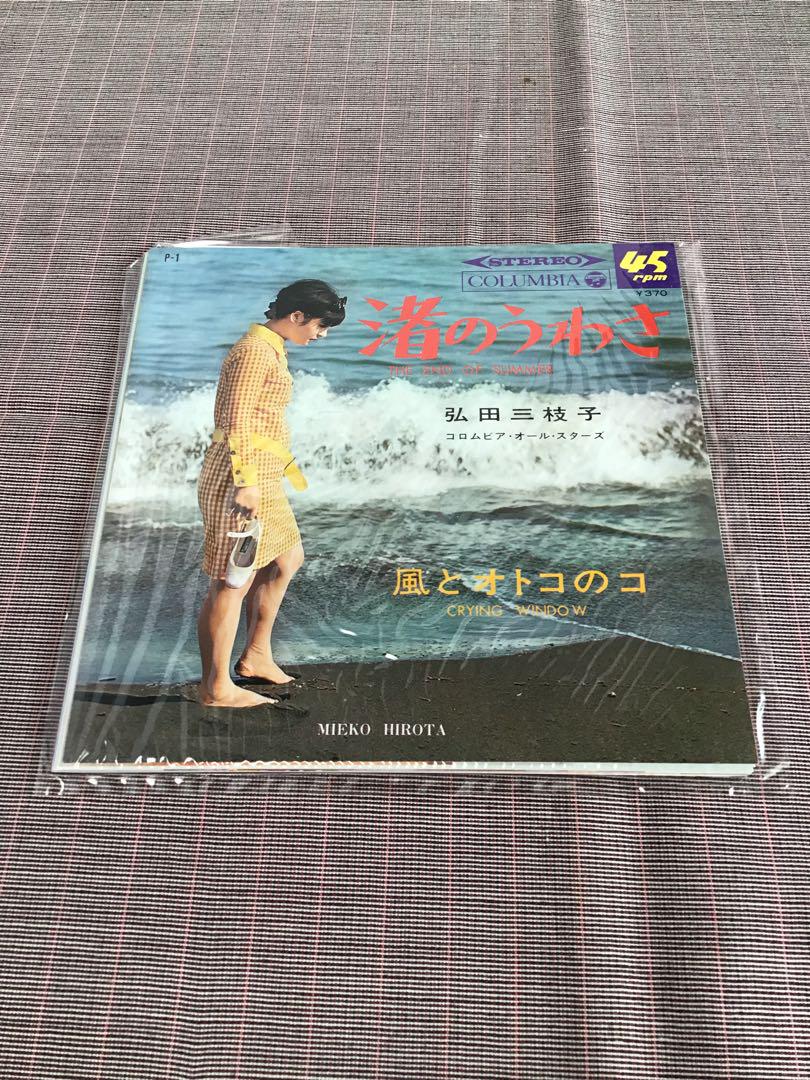 P-1
STEREO
COLUMBIA
45
rpm
￥370
渚のうわさ
THE END OF SUMMER
弘田三枝子
コロムビア・オール・スターズ
風とオトコのコ
CRYING WINDOW
MIEKO HIROTA